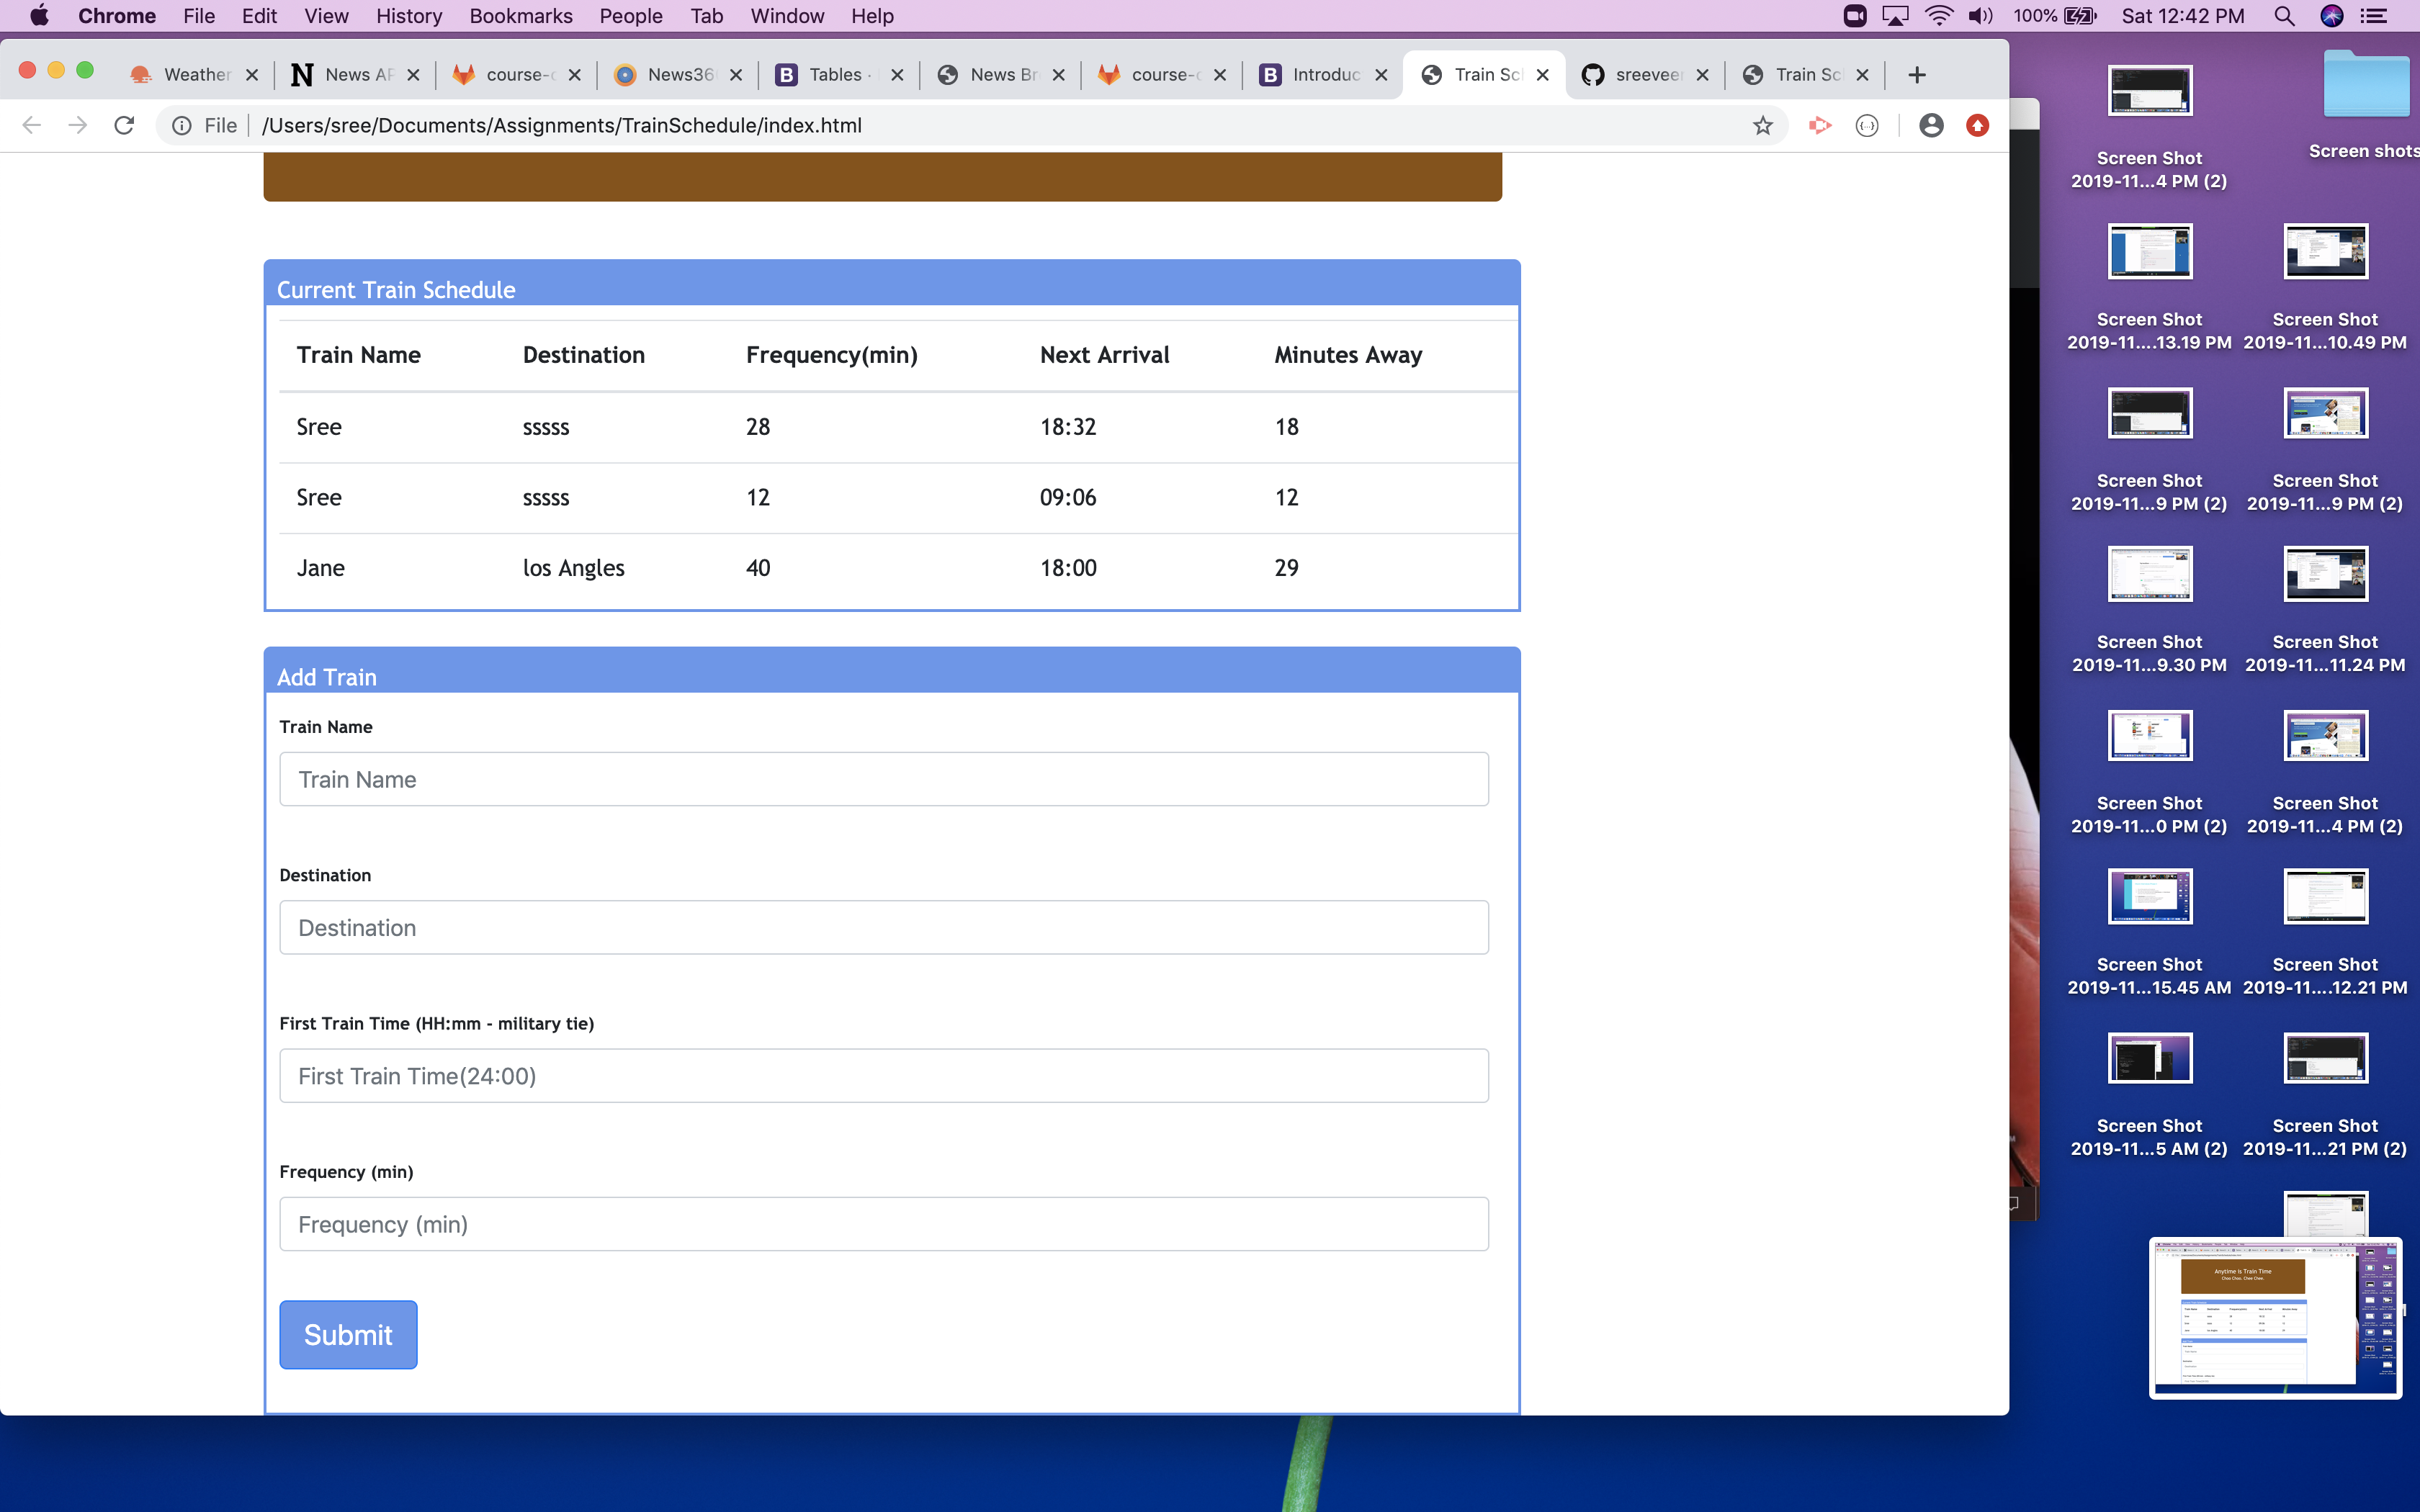 Chrome File Edit View History Bookmarks People Tab Window Help 100% Sat 12:42 PM
Weather News AP course-c News36 Tables · News Br course-c Introduc Train Sc sreeveer Train Sc
File /Users/sree/Documents/Assignments/TrainSchedule/index.html
Current Train Schedule
Train Name Destination Frequency(min) Next Arrival Minutes Away
Sree sssss 28 18:32 18
Sree sssss 12 09:06 12
Jane los Angles 40 18:00 29
Add Train
Train Name
Train Name
Destination
Destination
First Train Time (HH:mm - military tie)
First Train Time(24:00)
Frequency (min)
Frequency (min)
Submit
Screen Shot
2019-11...4 PM (2)
Screen shots
Screen Shot
2019-11....13.19 PM
Screen Shot
2019-11...10.49 PM
Screen Shot
2019-11...9 PM (2)
Screen Shot
2019-11...9 PM (2)
Screen Shot
2019-11...9.30 PM
Screen Shot
2019-11...11.24 PM
Screen Shot
2019-11...0 PM (2)
Screen Shot
2019-11...4 PM (2)
Screen Shot
2019-11...15.45 AM
Screen Shot
2019-11....12.21 PM
Screen Shot
2019-11...5 AM (2)
Screen Shot
2019-11...21 PM (2)
Anytime is Train Time